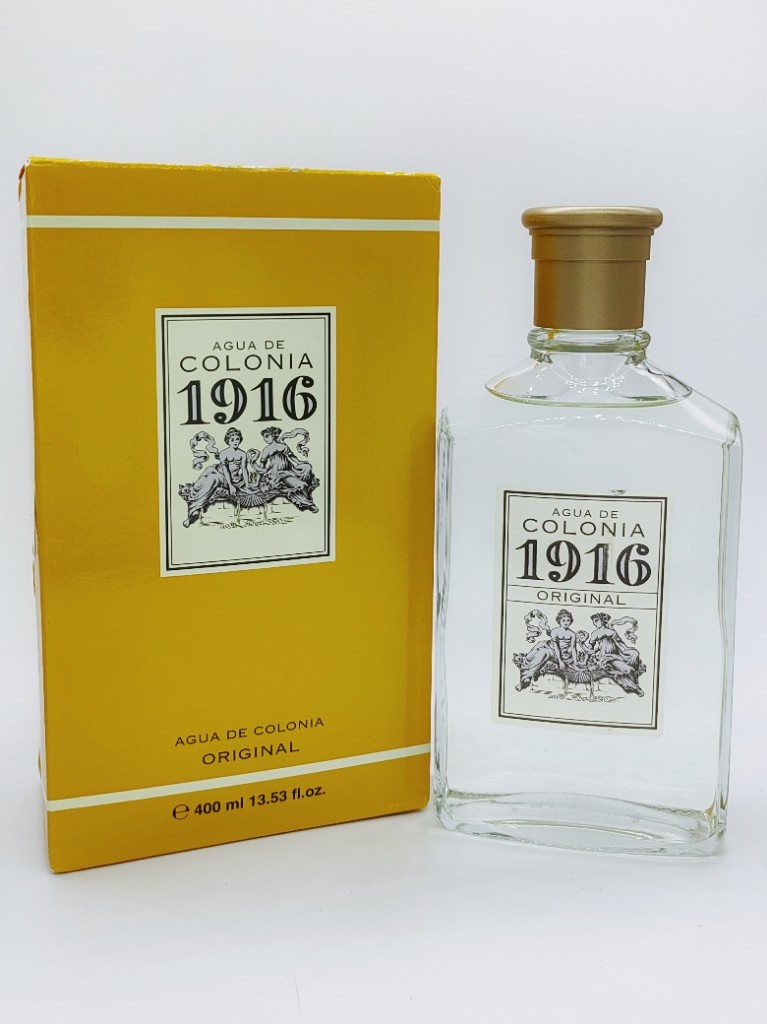 AGUA DE
COLONIA
1916
AGUA DE COLONIA
ORIGINAL
℮ 400 ml 13.53 fl.oz.
AGUA DE
COLONIA
1916
ORIGINAL